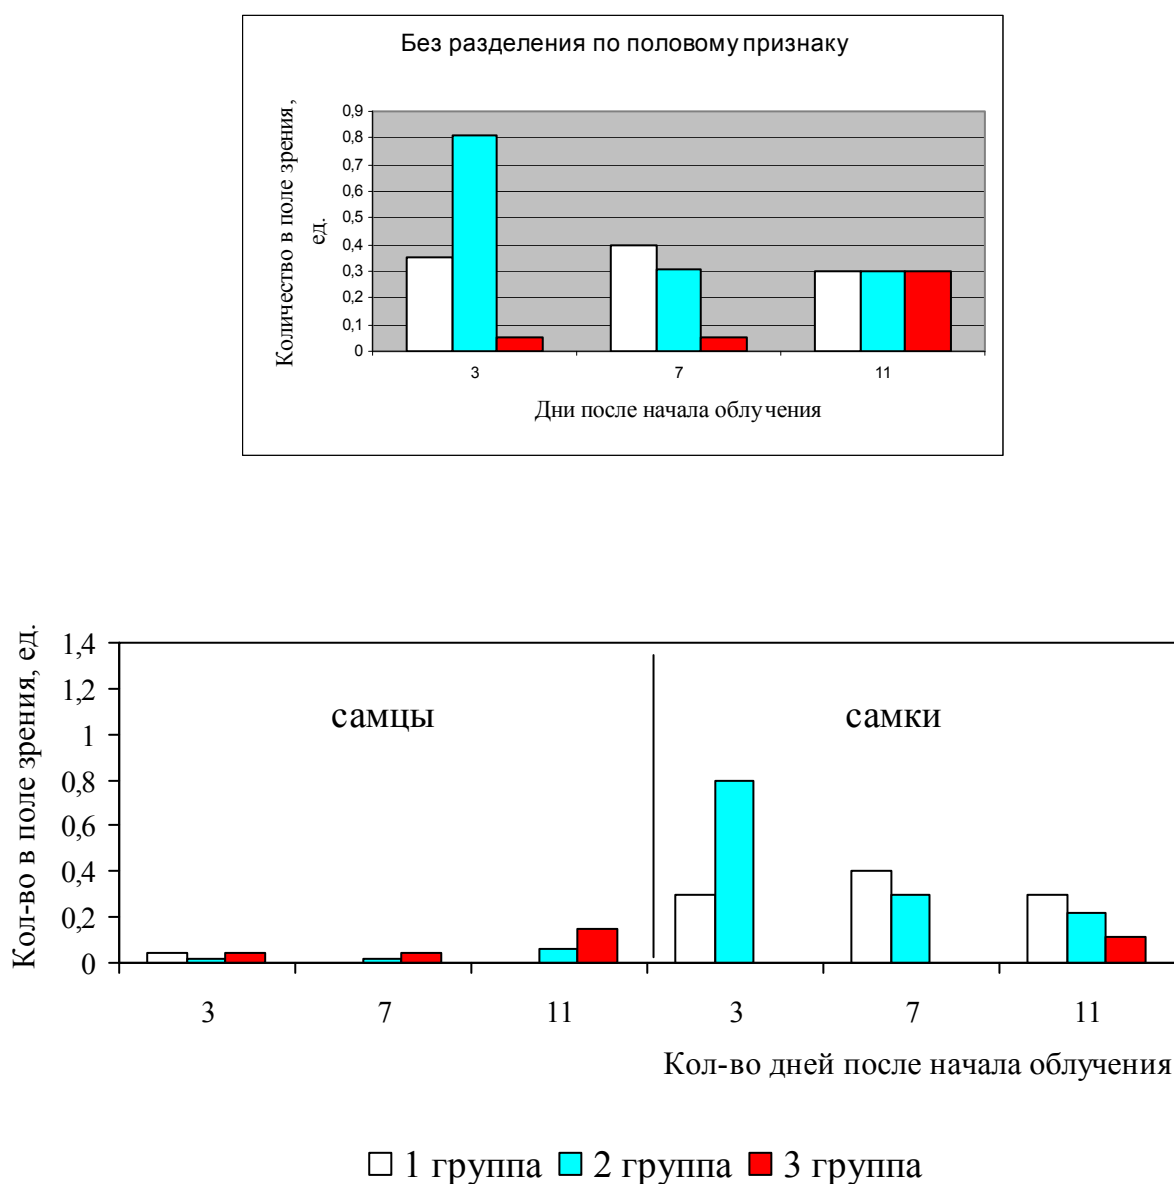 Без разделения по половому признаку
Количество в поле зрения,
ед.
0,9
0,8
0,7
0,6
0,5
0,4
0,3
0,2
0,1
0
3 7 11
Дни после начала облучения
Кол-во в поле зрения, ед.
1,4
1,2
1
0,8
0,6
0,4
0,2
0
самцы самки
3 7 11 3 7 11
Кол-во дней после начала облучения
1 группа 2 группа 3 группа